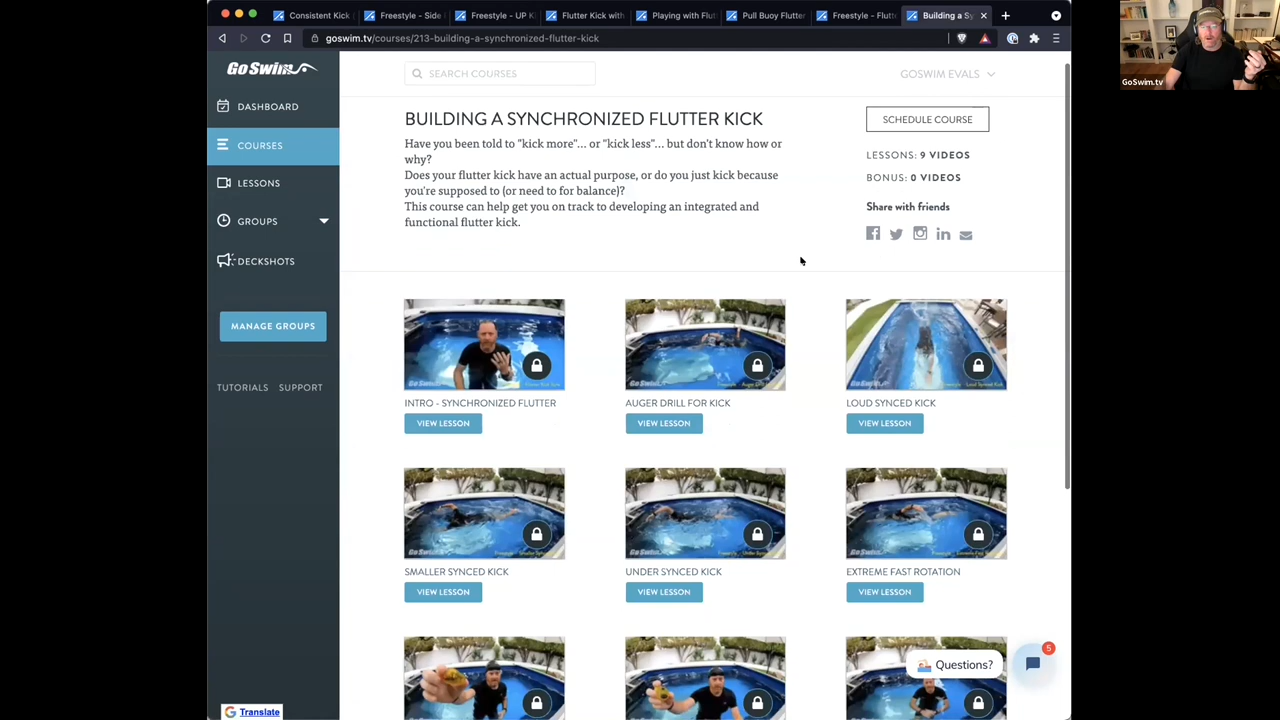 Consistent Kick
Freestyle - Side
Freestyle - UP K
Flutter Kick with
Playing with Flut
Pull Buoy Flutter
Freestyle - Flutt
Building a Sy
goswim.tv/courses/213-building-a-synchronized-flutter-kick
GoSwim
SEARCH COURSES
GOSWIM EVALS
GoSwim.tv
DASHBOARD
COURSES
LESSONS
GROUPS
DECKSHOTS
MANAGE GROUPS
TUTORIALS SUPPORT
BUILDING A SYNCHRONIZED FLUTTER KICK
Have you been told to "kick more"... or "kick less"... but don't know how or
why?
Does your flutter kick have an actual purpose, or do you just kick because
you're supposed to (or need to for balance)?
This course can help get you on track to developing an integrated and
functional flutter kick.
SCHEDULE COURSE
LESSONS: 9 VIDEOS
BONUS: 0 VIDEOS
Share with friends
INTRO - SYNCHRONIZED FLUTTER
VIEW LESSON
AUGER DRILL FOR KICK
VIEW LESSON
LOUD SYNCED KICK
VIEW LESSON
SMALLER SYNCED KICK
VIEW LESSON
UNDER SYNCED KICK
VIEW LESSON
EXTREME FAST ROTATION
VIEW LESSON
Questions?
5
Translate